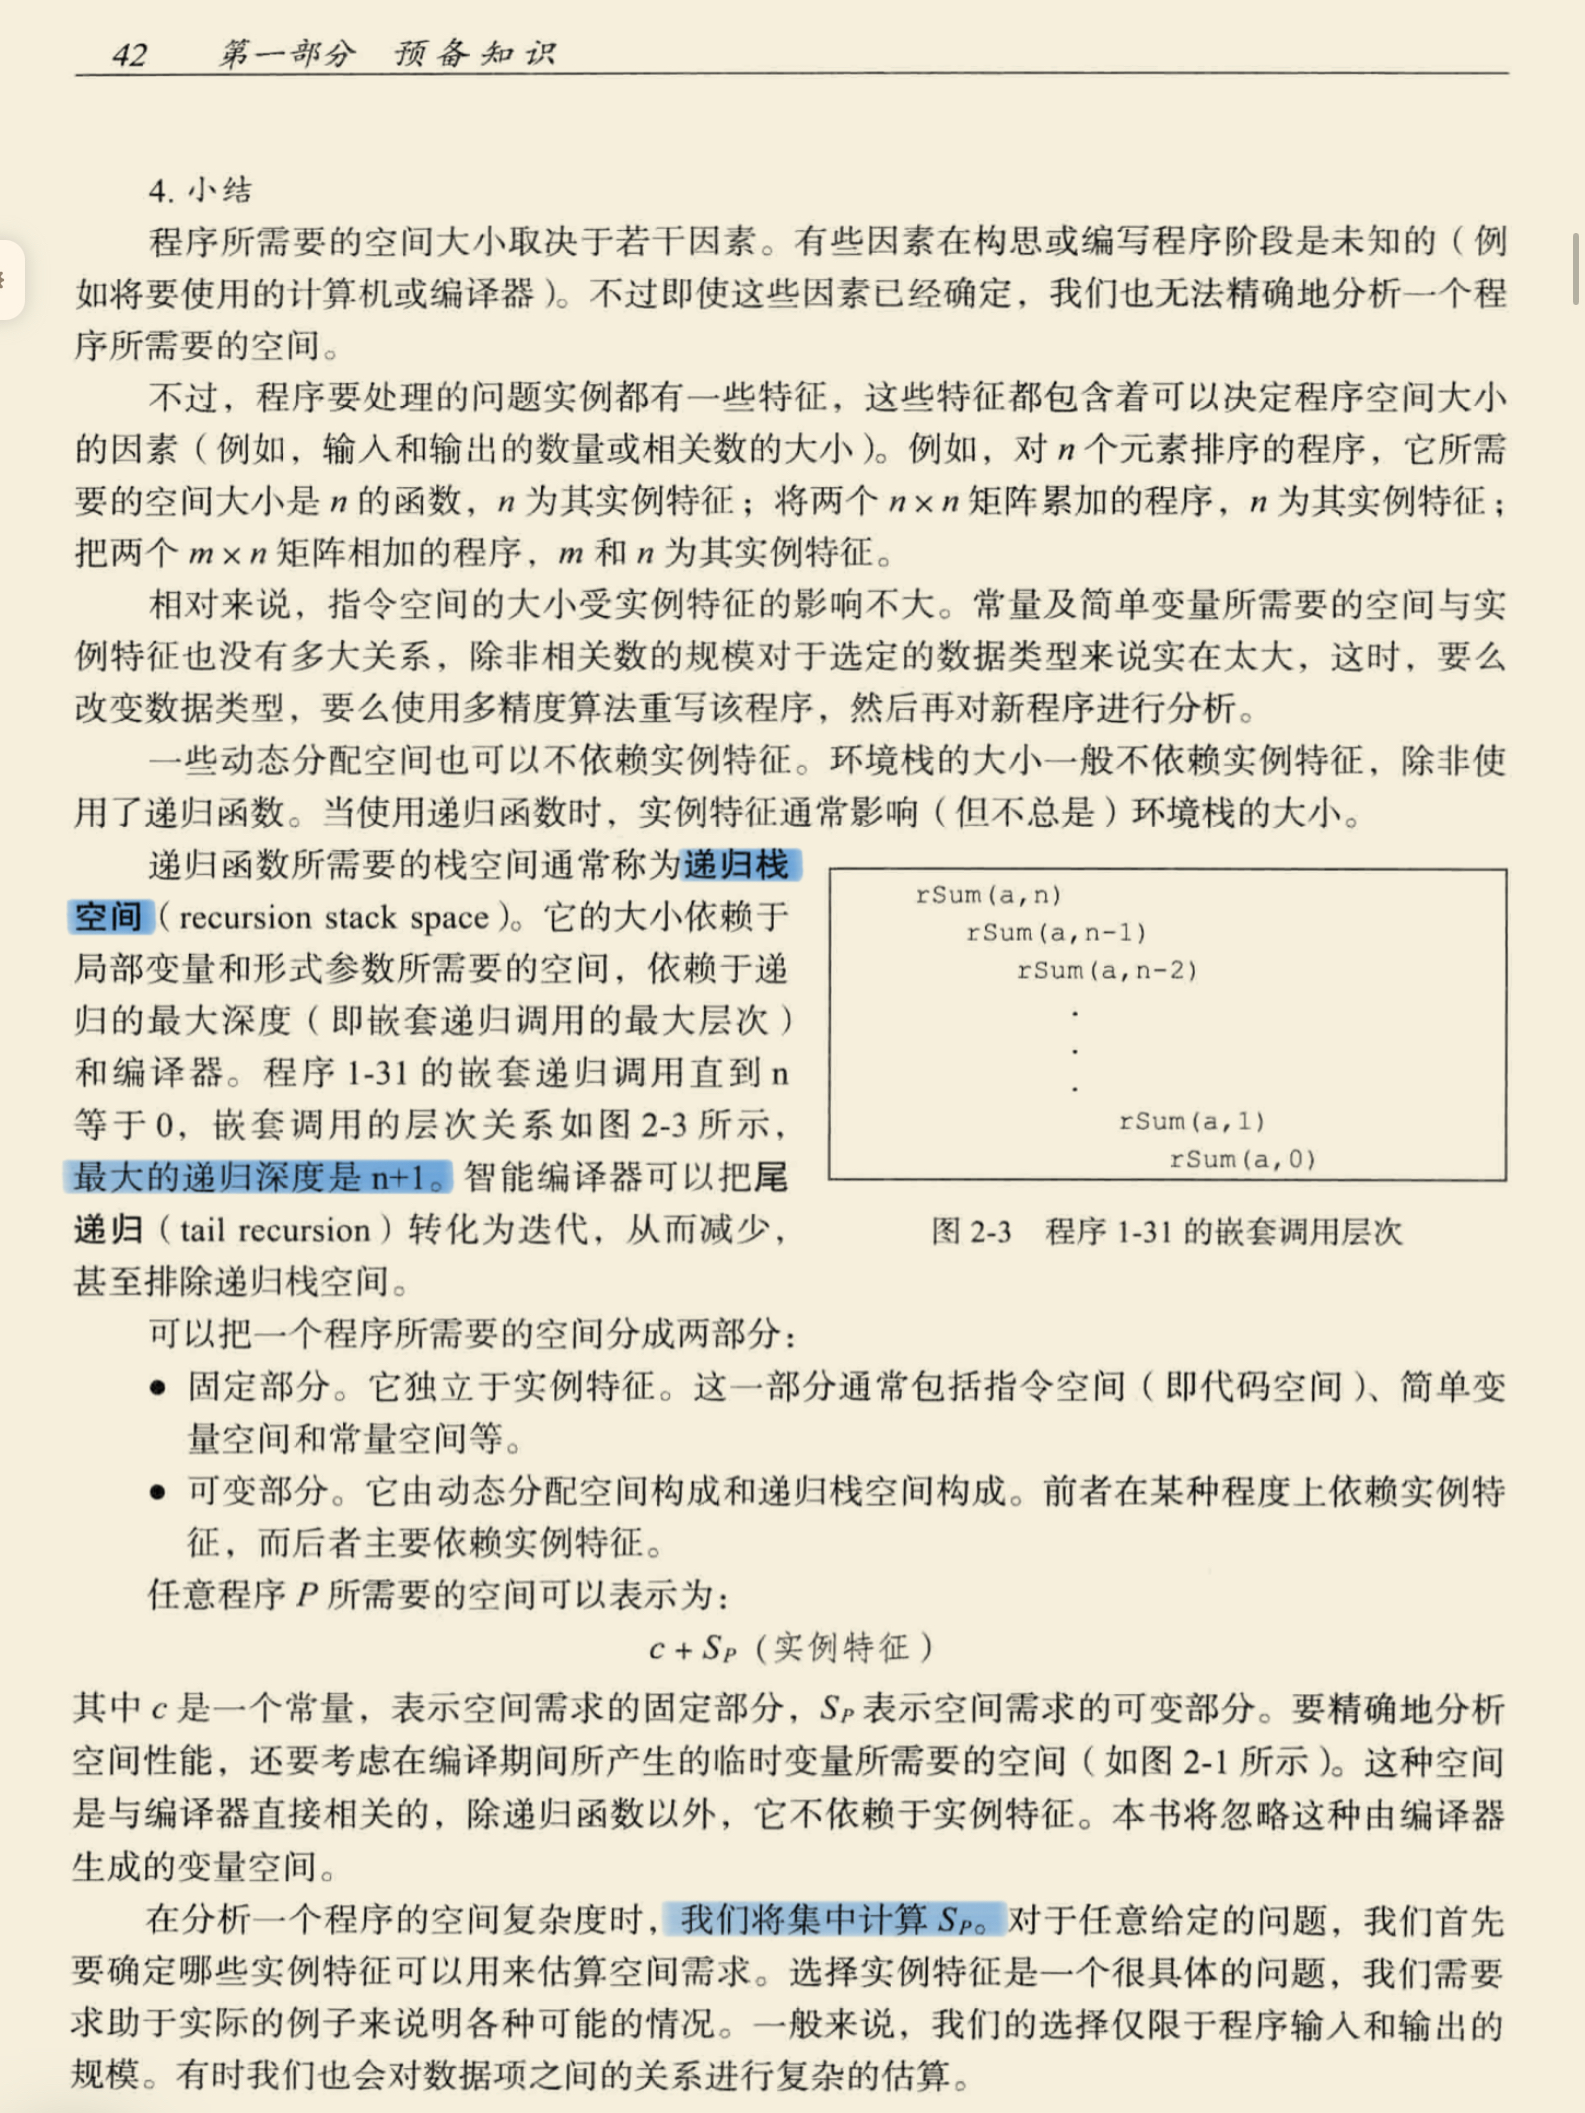 42 第一部分 预备知识
4. 小结
程序所需要的空间大小取决于若干因素。有些因素在构思或编写程序阶段是未知的（例
如将要使用的计算机或编译器）。不过即使这些因素已经确定，我们也无法精确地分析一个程
序所需要的空间。
不过，程序要处理的问题实例都有一些特征，这些特征都包含着可以决定程序空间大小
的因素（例如，输入和输出的数量或相关数的大小）。例如，对 n 个元素排序的程序，它所需
要的空间大小是 n 的函数，n 为其实例特征；将两个 n×n 矩阵累加的程序，n 为其实例特征；
把两个 m×n 矩阵相加的程序，m 和 n 为其实例特征。
相对来说，指令空间的大小受实例特征的影响不大。常量及简单变量所需要的空间与实
例特征也没有多大关系，除非相关数的规模对于选定的数据类型来说实在太大，这时，要么
改变数据类型，要么使用多精度算法重写该程序，然后再对新程序进行分析。
一些动态分配空间也可以不依赖实例特征。环境栈的大小一般不依赖实例特征，除非使
用了递归函数。当使用递归函数时，实例特征通常影响（但不总是）环境栈的大小。
递归函数所需要的栈空间通常称为递归栈
空间（recursion stack space）。它的大小依赖于
局部变量和形式参数所需要的空间，依赖于递
归的最大深度（即嵌套递归调用的最大层次）
和编译器。程序 1-31 的嵌套递归调用直到 n
等于 0，嵌套调用的层次关系如图 2-3 所示，
最大的递归深度是 n+1。智能编译器可以把尾
递归（tail recursion）转化为迭代，从而减少，
甚至排除递归栈空间。
rSum(a,n)
rSum(a,n-1)
rSum(a,n-2)
.
.
.
rSum(a,1)
rSum(a,0)
图 2-3 程序 1-31 的嵌套调用层次
可以把一个程序所需要的空间分成两部分：
● 固定部分。它独立于实例特征。这一部分通常包括指令空间（即代码空间）、简单变
量空间和常量空间等。
● 可变部分。它由动态分配空间构成和递归栈空间构成。前者在某种程度上依赖实例特
征，而后者主要依赖实例特征。
任意程序 P 所需要的空间可以表示为：
c + SP（实例特征）
其中 c 是一个常量，表示空间需求的固定部分，SP 表示空间需求的可变部分。要精确地分析
空间性能，还要考虑在编译期间所产生的临时变量所需要的空间（如图 2-1 所示）。这种空间
是与编译器直接相关的，除递归函数以外，它不依赖于实例特征。本书将忽略这种由编译器
生成的变量空间。
在分析一个程序的空间复杂度时，我们将集中计算 SP。对于任意给定的问题，我们首先
要确定哪些实例特征可以用来估算空间需求。选择实例特征是一个很具体的问题，我们需要
求助于实际的例子来说明各种可能的情况。一般来说，我们的选择仅限于程序输入和输出的
规模。有时我们也会对数据项之间的关系进行复杂的估算。